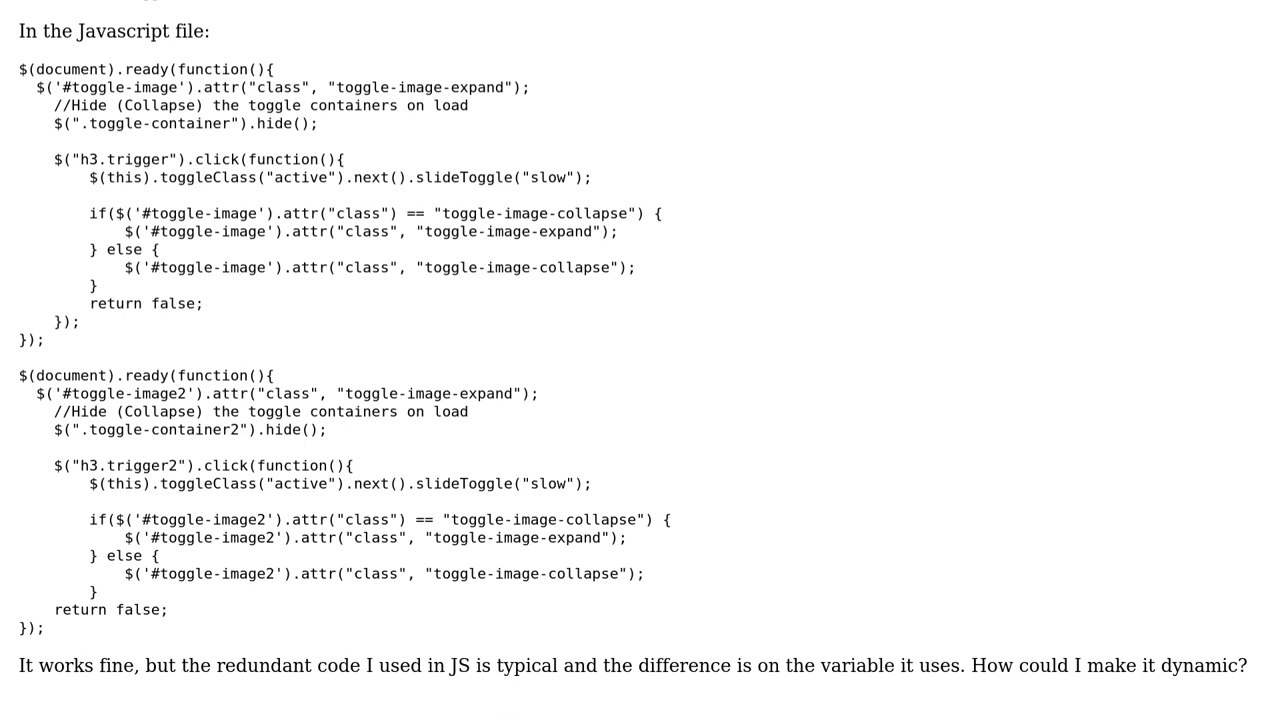 In the Javascript file:
$(document).ready(function(){
  $('#toggle-image').attr("class", "toggle-image-expand");
    //Hide (Collapse) the toggle containers on load
    $(".toggle-container").hide();

    $("h3.trigger").click(function(){
        $(this).toggleClass("active").next().slideToggle("slow");

        if($('#toggle-image').attr("class") == "toggle-image-collapse") {
            $('#toggle-image').attr("class", "toggle-image-expand");
        } else {
            $('#toggle-image').attr("class", "toggle-image-collapse");
        }
        return false;
    });
});

$(document).ready(function(){
  $('#toggle-image2').attr("class", "toggle-image-expand");
    //Hide (Collapse) the toggle containers on load
    $(".toggle-container2").hide();

    $("h3.trigger2").click(function(){
        $(this).toggleClass("active").next().slideToggle("slow");

        if($('#toggle-image2').attr("class") == "toggle-image-collapse") {
            $('#toggle-image2').attr("class", "toggle-image-expand");
        } else {
            $('#toggle-image2').attr("class", "toggle-image-collapse");
        }
    return false;
});
It works fine, but the redundant code I used in JS is typical and the difference is on the variable it uses. How could I make it dynamic?